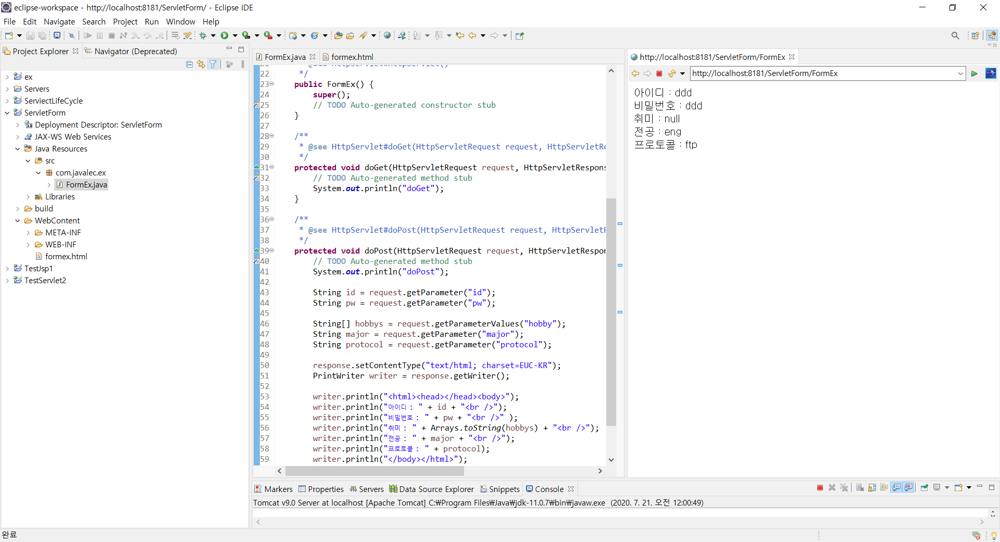 eclipse-workspace - http://localhost:8181/ServletForm/ - Eclipse IDE
File Edit Navigate Search Project Run Window Help
Project Explorer
Navigator (Deprecated)
ex
Servers
ServiectLifeCycle
ServletForm
Deployment Descriptor: ServletForm
JAX-WS Web Services
Java Resources
src
com.javalec.ex
FormEx.java
Libraries
build
WebContent
META-INF
WEB-INF
formex.html
TestJsp1
TestServlet2
FormEx.java
formex.html
21 * @see HttpServlet#HttpServlet()
22 */
23 public FormEx() {
24 super();
25 // TODO Auto-generated constructor stub
26 }
27
28 /**
29 * @see HttpServlet#doGet(HttpServletRequest request, HttpServletRe
30 */
31 protected void doGet(HttpServletRequest request, HttpServletRespons
32 // TODO Auto-generated method stub
33 System.out.println("doGet");
34 }
35
36 /**
37 * @see HttpServlet#doPost(HttpServletRequest request, HttpServletR
38 */
39 protected void doPost(HttpServletRequest request, HttpServletRespon
40 // TODO Auto-generated method stub
41 System.out.println("doPost");
42
43 String id = request.getParameter("id");
44 String pw = request.getParameter("pw");
45
46 String[] hobbys = request.getParameterValues("hobby");
47 String major = request.getParameter("major");
48 String protocol = request.getParameter("protocol");
49
50 response.setContentType("text/html; charset=EUC-KR");
51 PrintWriter writer = response.getWriter();
52
53 writer.println("<html><head></head><body>");
54 writer.println("아이디 : " + id + "<br />");
55 writer.println("비밀번호 : " + pw + "<br />" );
56 writer.println("취미 : " + Arrays.toString(hobbys) + "<br />");
57 writer.println("전공 : " + major + "<br />");
58 writer.println("프로토콜 : " + protocol);
59 writer.println("</body></html>");
http://localhost:8181/ServletForm/FormEx
http://localhost:8181/ServletForm/FormEx
아이디 : ddd
비밀번호 : ddd
취미 : null
전공 : eng
프로토콜 : ftp
Markers Properties Servers Data Source Explorer Snippets Console
Tomcat v9.0 Server at localhost [Apache Tomcat] C:₩Program Files₩Java₩jdk-11.0.7₩bin₩javaw.exe (2020. 7. 21. 오전 12:00:49)
완료